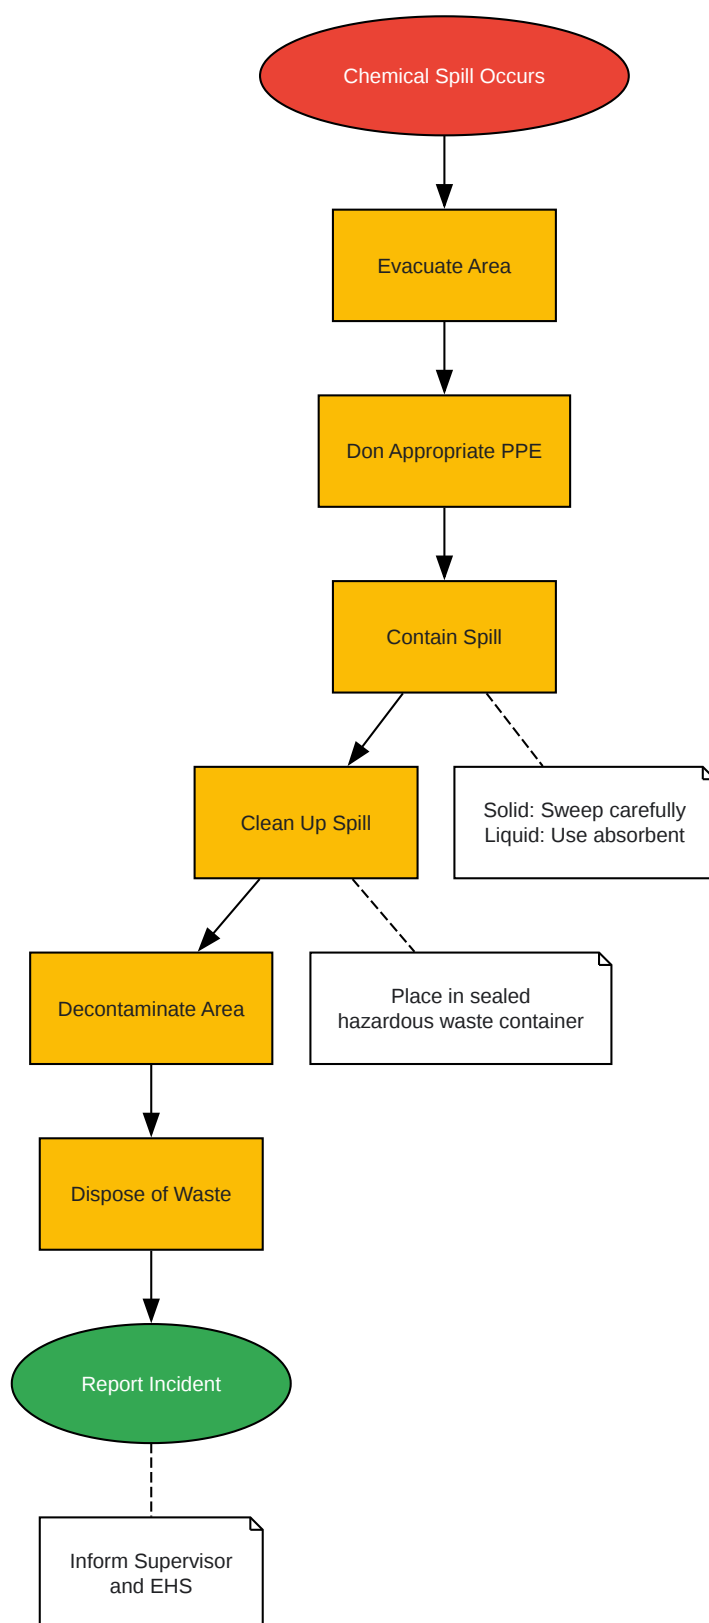 Chemical Spill Occurs
Evacuate Area
Don Appropriate PPE
Contain Spill
Clean Up Spill
Solid: Sweep carefully
Liquid: Use absorbent
Decontaminate Area
Place in sealed
hazardous waste container
Dispose of Waste
Report Incident
Inform Supervisor
and EHS